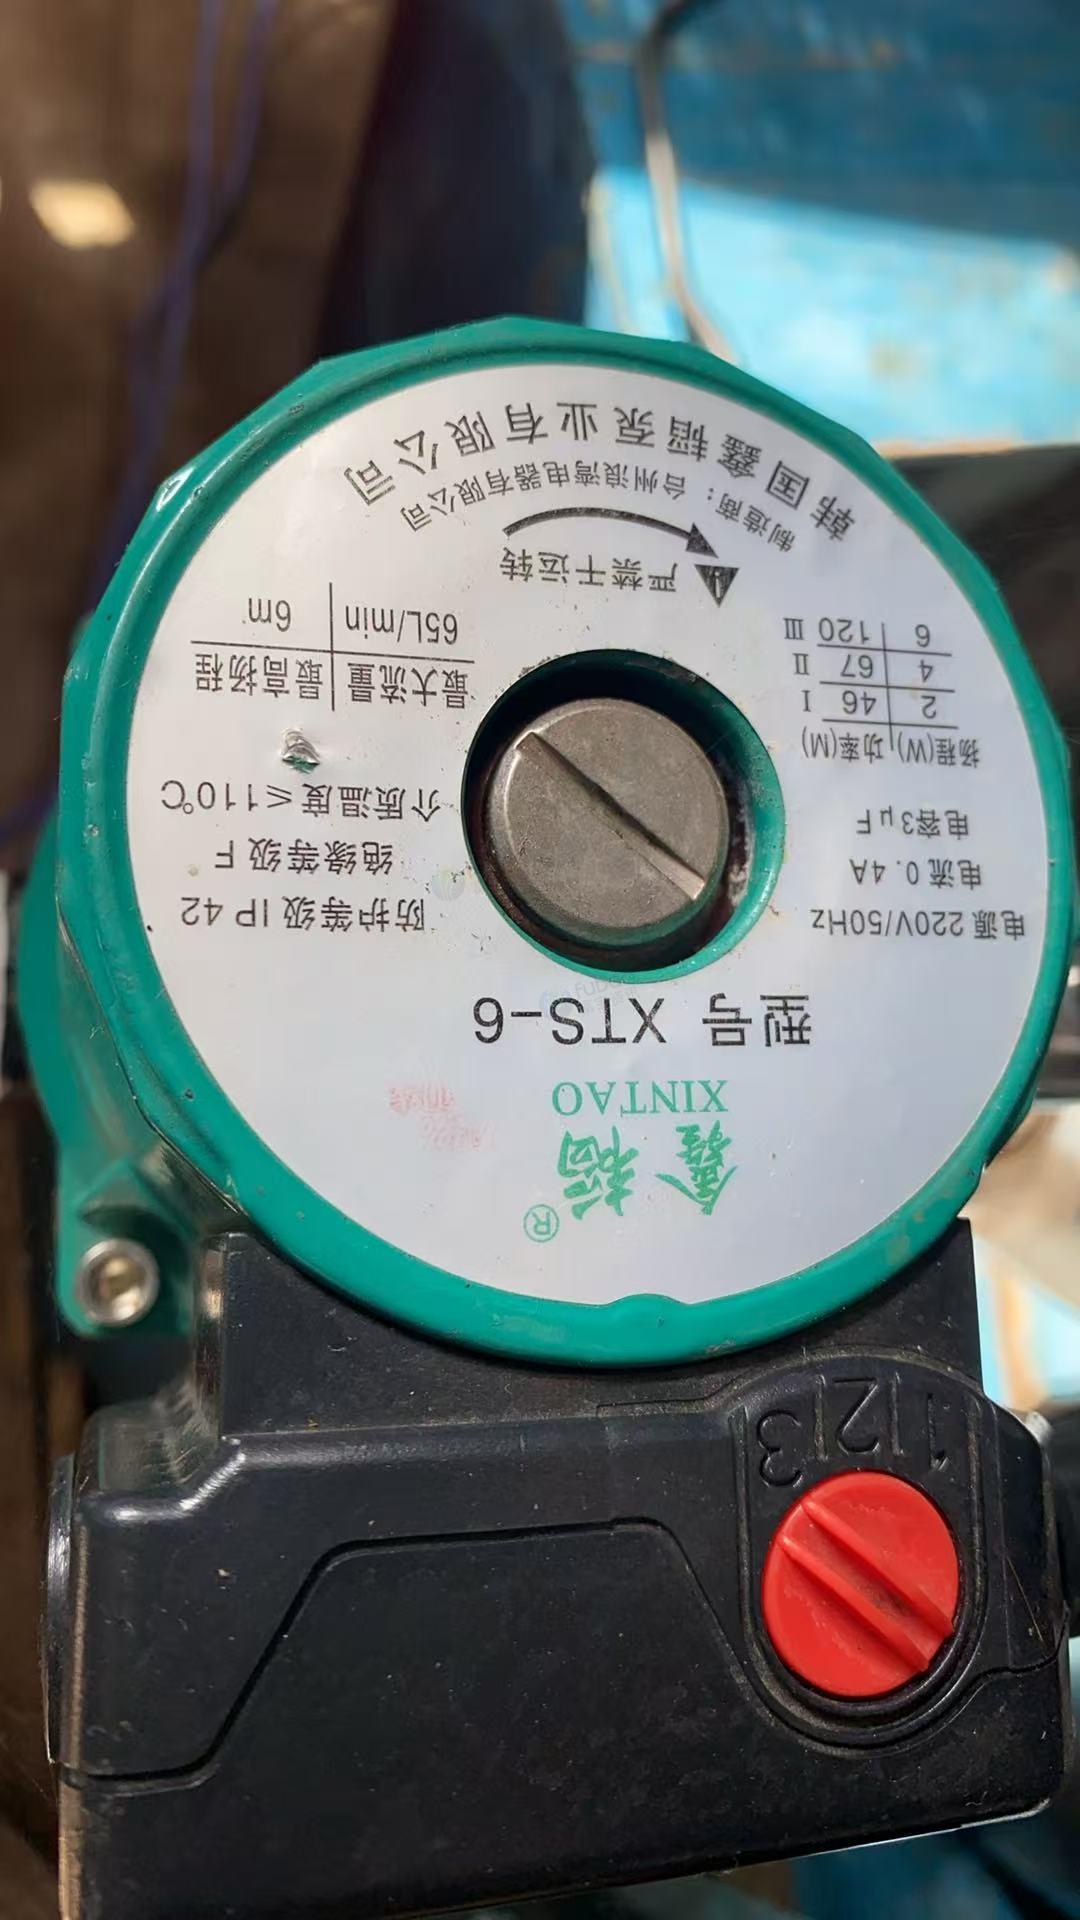 鑫韬®
XINTAO
型号 XTS-6
电源 220V/50Hz
电流 0.4A
电容3μF
扬程(W) 功率(M)
2 46 Ⅰ
4 67 Ⅱ
6 120 Ⅲ
防护等级 IP 42
绝缘等级 F
介质温度≤110℃
最大流量 最高扬程
65L/min 6m
严禁干运转
制造商：台州浪湾电器有限公司
韩国鑫韬泵业有限公司
1 2 3